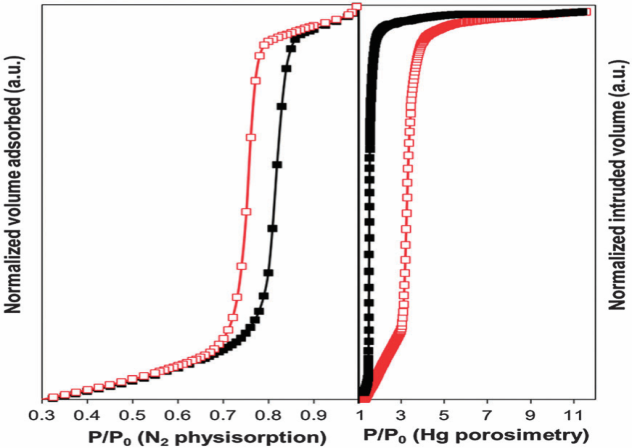 Normalized volume adsorbed (a.u.)
Normalized intruded volume (a.u.)
0.3 0.4 0.5 0.6 0.7 0.8 0.9 1 3 5 7 9 11
P/P₀ (N₂ physisorption) P/P₀ (Hg porosimetry)